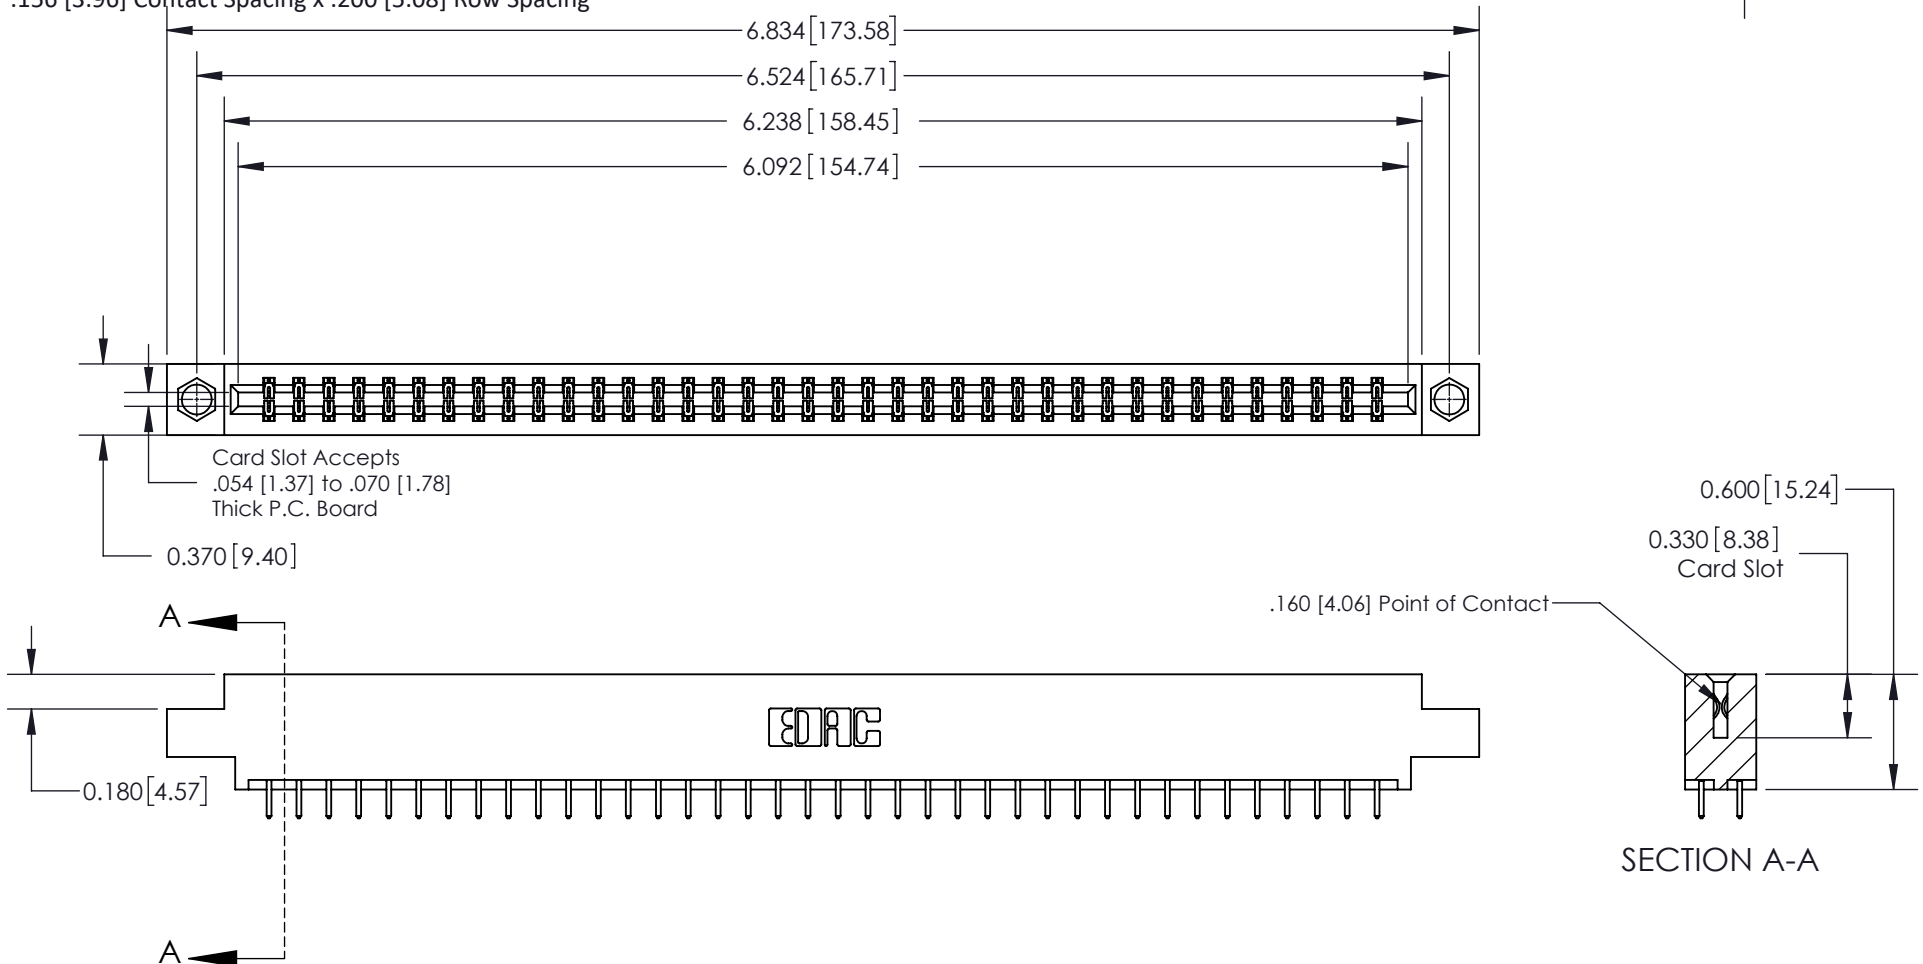 .156 [3.96] Contact Spacing x .200 [5.08] Row Spacing
6.834[173.58]
6.524[165.71]
6.238[158.45]
6.092[154.74]
Card Slot Accepts
.054 [1.37] to .070 [1.78]
Thick P.C. Board
0.370[9.40]
0.600[15.24]
0.330[8.38]
Card Slot
.160 [4.06] Point of Contact
A
EDAC
0.180[4.57]
SECTION A-A
A